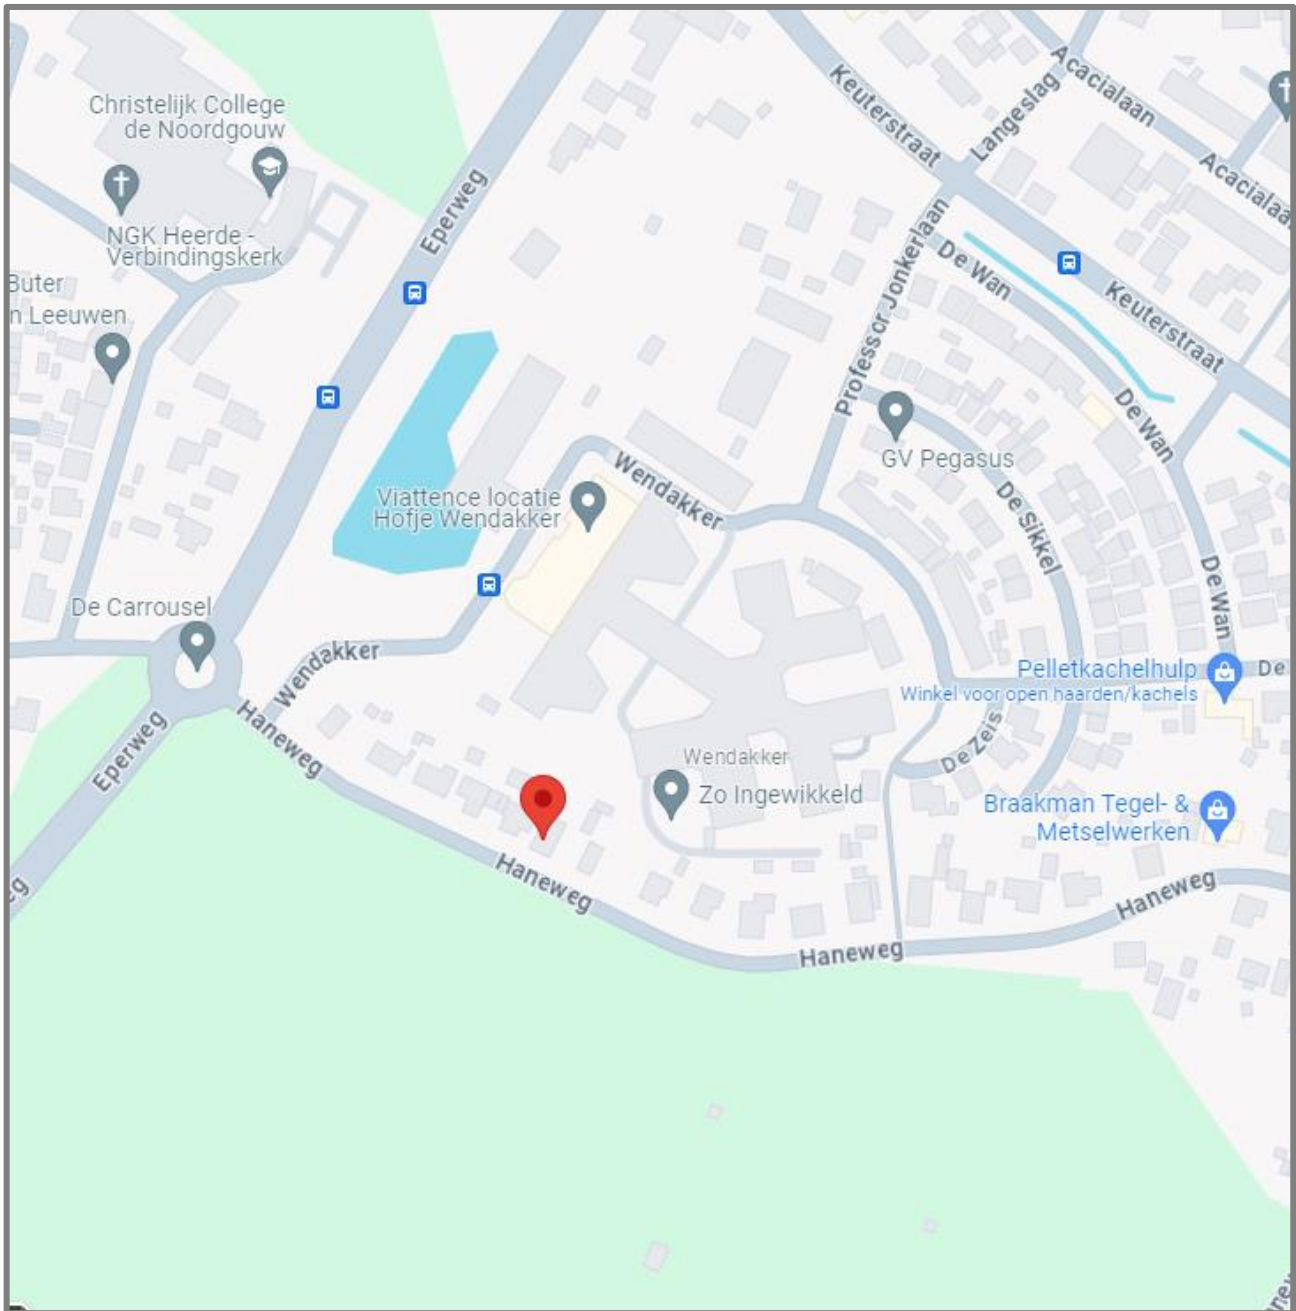 Christelijk College
de Noordgouw
NGK Heerde -
Verbindingskerk
Buter
n Leeuwen
Eperweg
Keuterstraat
Langeslag
Acacialaan
Acacialaa
Professor Jonkerlaan
De Wan
Keuterstraat
De Wan
GV Pegasus
De Sikkel
De Wan
Wendakker
Viattence locatie
Hofje Wendakker
De Carrousel
Wendakker
Haneweg
Eperweg
eg
Pelletkachelhulp
Winkel voor open haarden/kachels
De
De Zeis
Wendakker
Zo Ingewikkeld
Braakman Tegel- &
Metselwerken
Haneweg
Haneweg
Haneweg
new